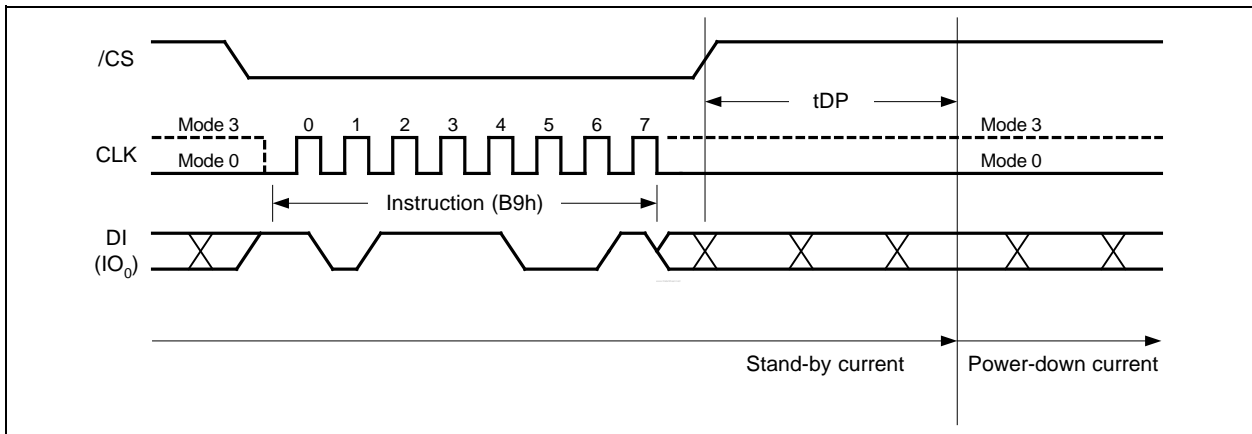 /CS
tDP
Mode 3 0 1 2 3 4 5 6 7 Mode 3
CLK
Mode 0 Mode 0
Instruction (B9h)
DI
(IO0)
Stand-by current Power-down current